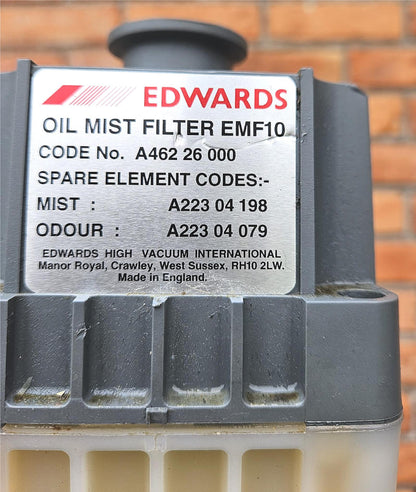 EDWARDS
OIL MIST FILTER EMF10
CODE No. A462 26 000
SPARE ELEMENT CODES:-
MIST : A223 04 198
ODOUR : A223 04 079
EDWARDS HIGH VACUUM INTERNATIONAL
Manor Royal, Crawley, West Sussex, RH10 2LW.
Made in England.